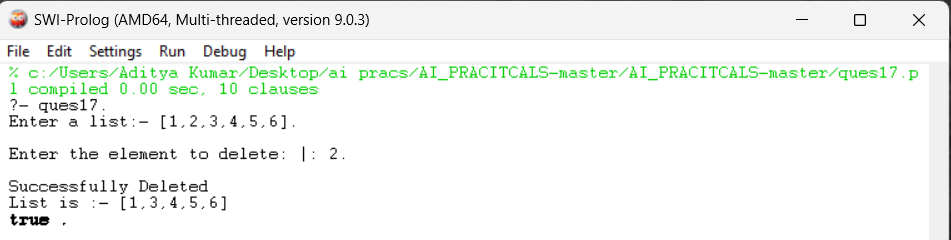 SWI-Prolog (AMD64, Multi-threaded, version 9.0.3)
File Edit Settings Run Debug Help
% c:/Users/Aditya Kumar/Desktop/ai pracs/AI_PRACITCALS-master/AI_PRACITCALS-master/ques17.p
l compiled 0.00 sec, 10 clauses
?- ques17.
Enter a list:- [1,2,3,4,5,6].
Enter the element to delete: |: 2.
Successfully Deleted
List is :- [1,3,4,5,6]
true .